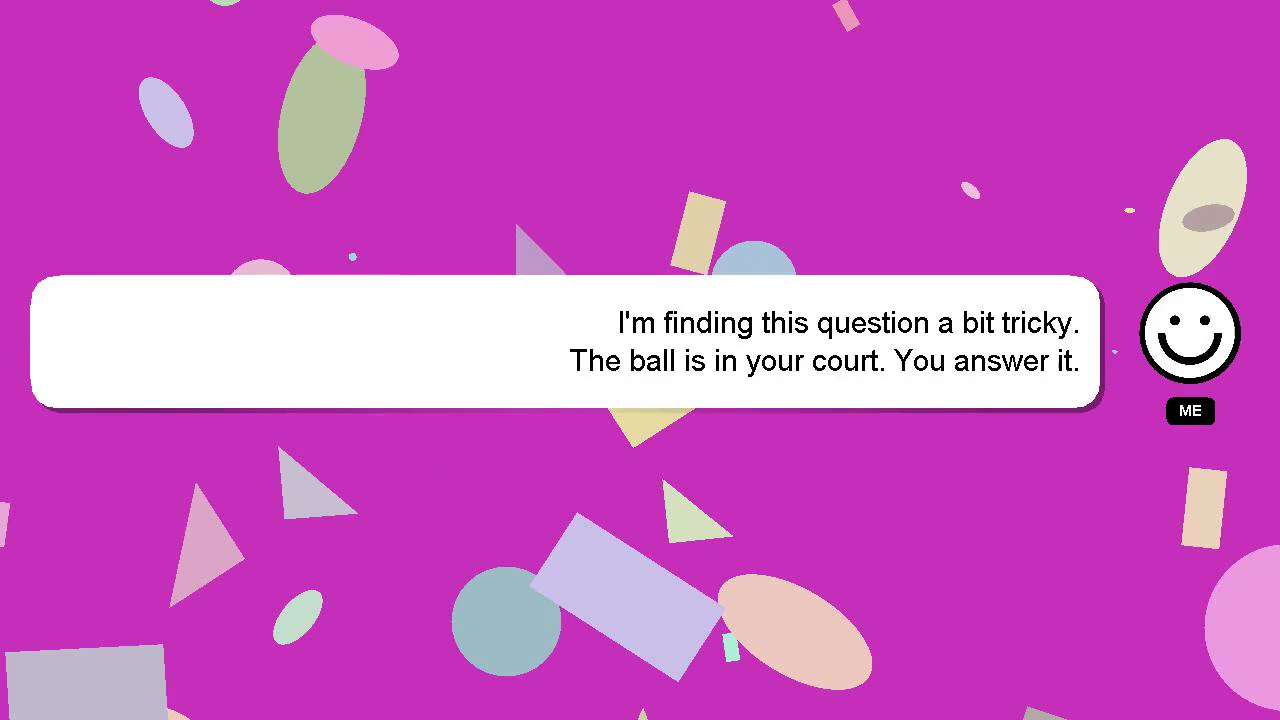 I'm finding this question a bit tricky.
The ball is in your court. You answer it.
ME